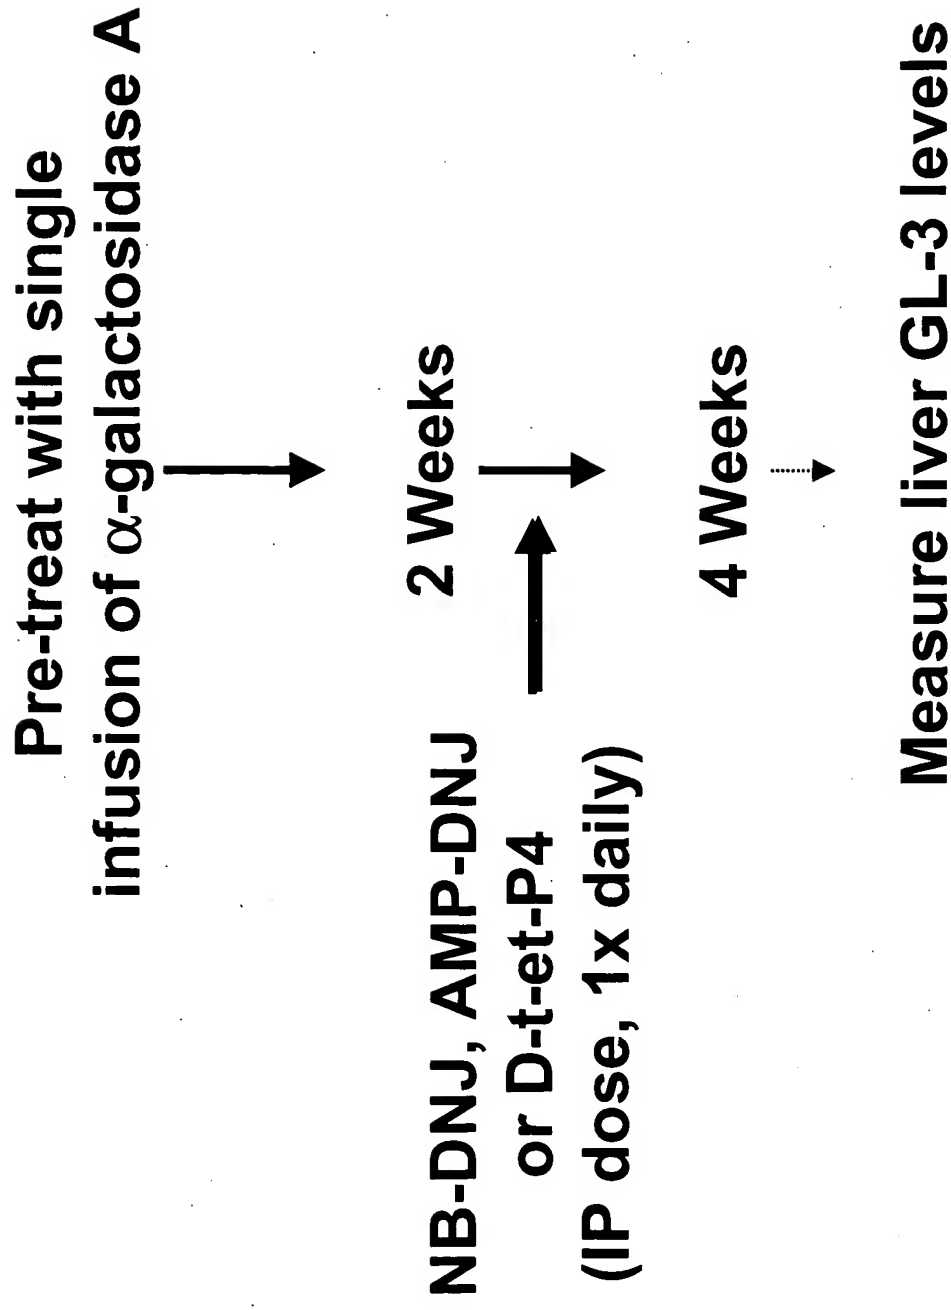 Pre-treat with single
infusion of α-galactosidase A
2 Weeks
NB-DNJ, AMP-DNJ
or D-t-et-P4
(IP dose, 1x daily)
4 Weeks
Measure liver GL-3 levels